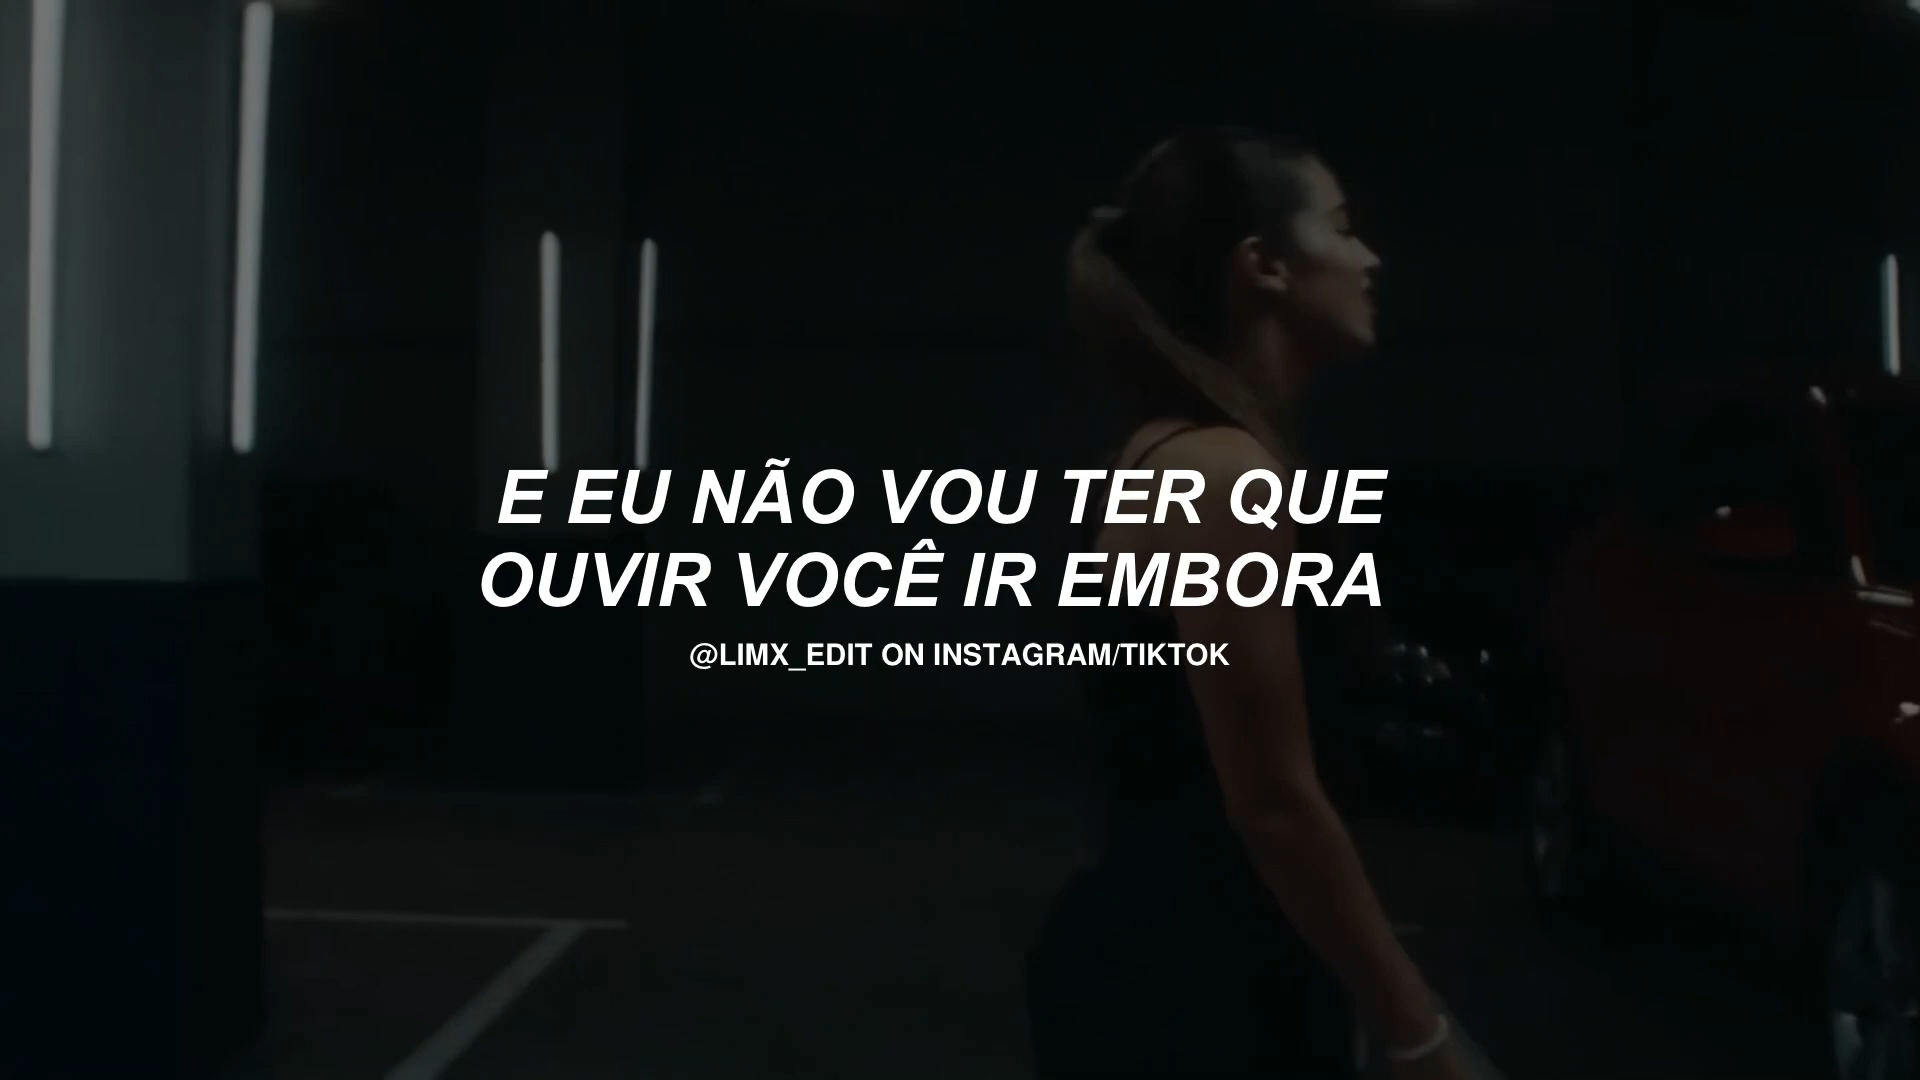 E EU NÃO VOU TER QUE
OUVIR VOCÊ IR EMBORA
@LIMX_EDIT ON INSTAGRAM/TIKTOK